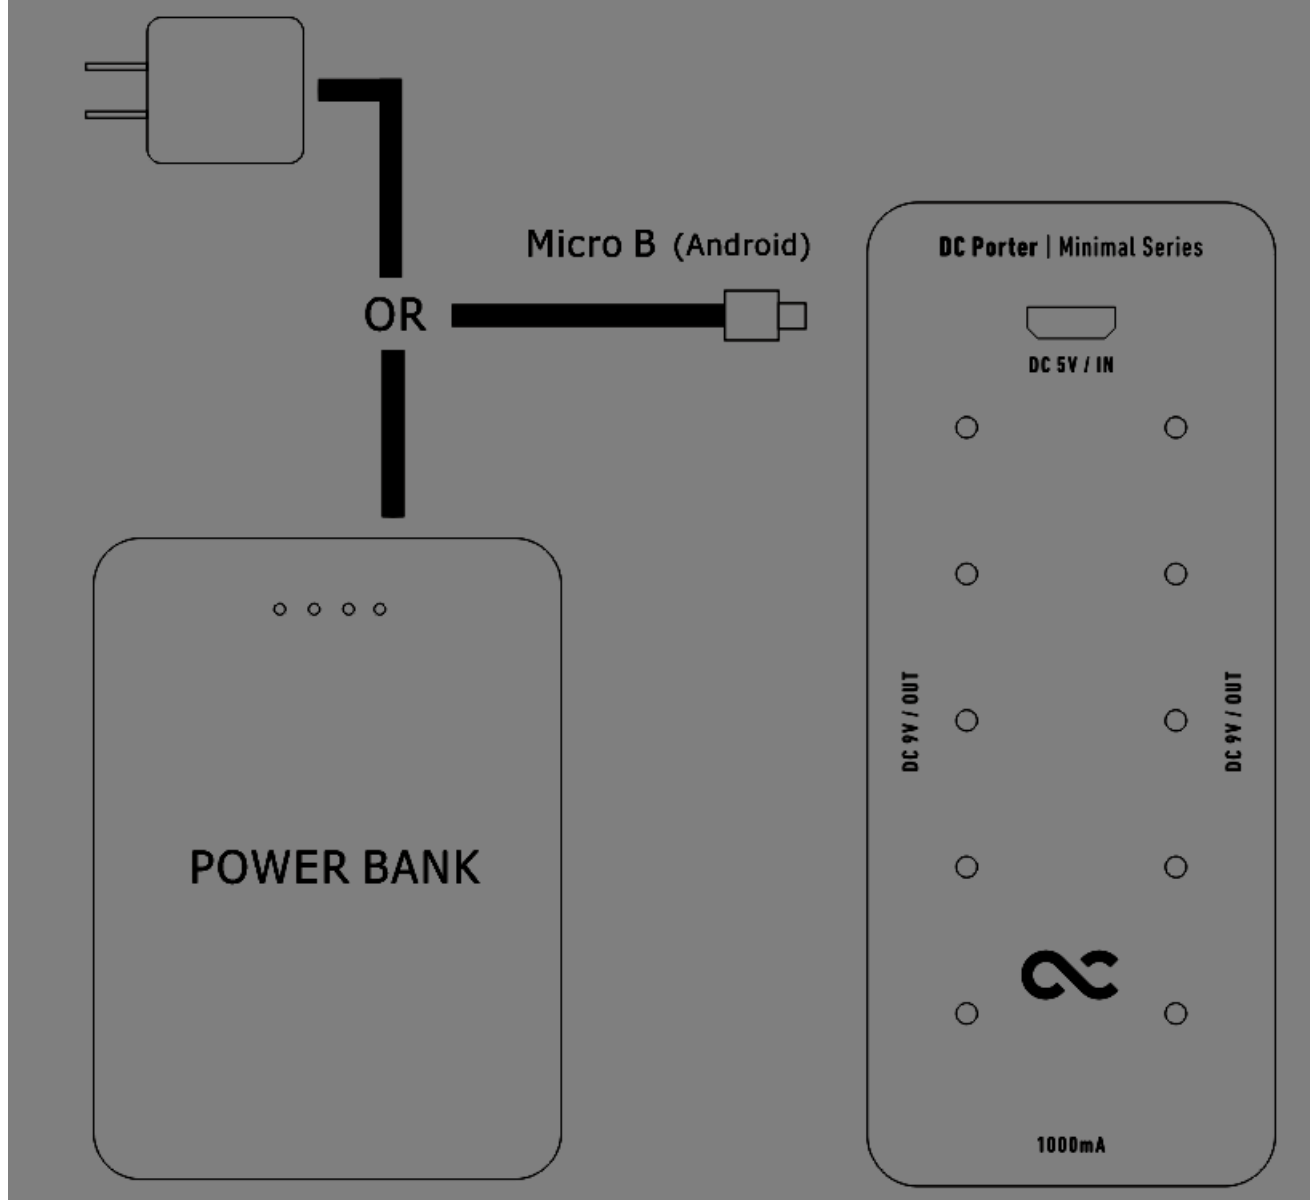 Micro B (Android)
OR
POWER BANK
DC Porter | Minimal Series
DC 5V / IN
DC 9V / OUT
DC 9V / OUT
1000mA